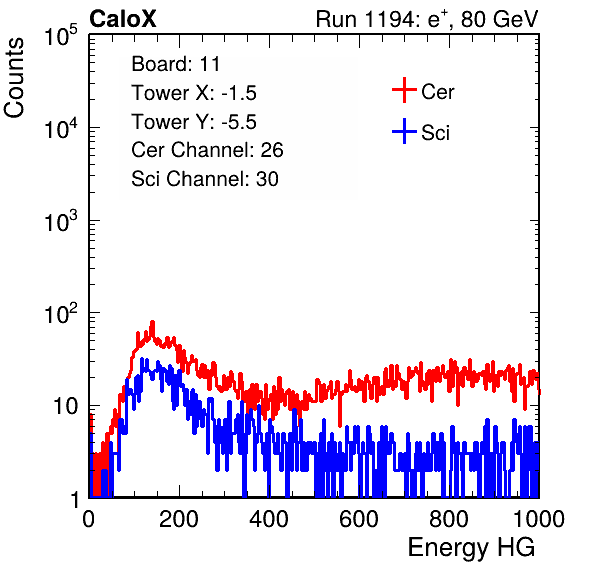 CaloX Run 1194: e⁺, 80 GeV
Counts
Board: 11
Tower X: -1.5
Tower Y: -5.5
Cer Channel: 26
Sci Channel: 30
Cer
Sci
10⁵
10⁴
10³
10²
10
1
0 200 400 600 800 1000
Energy HG